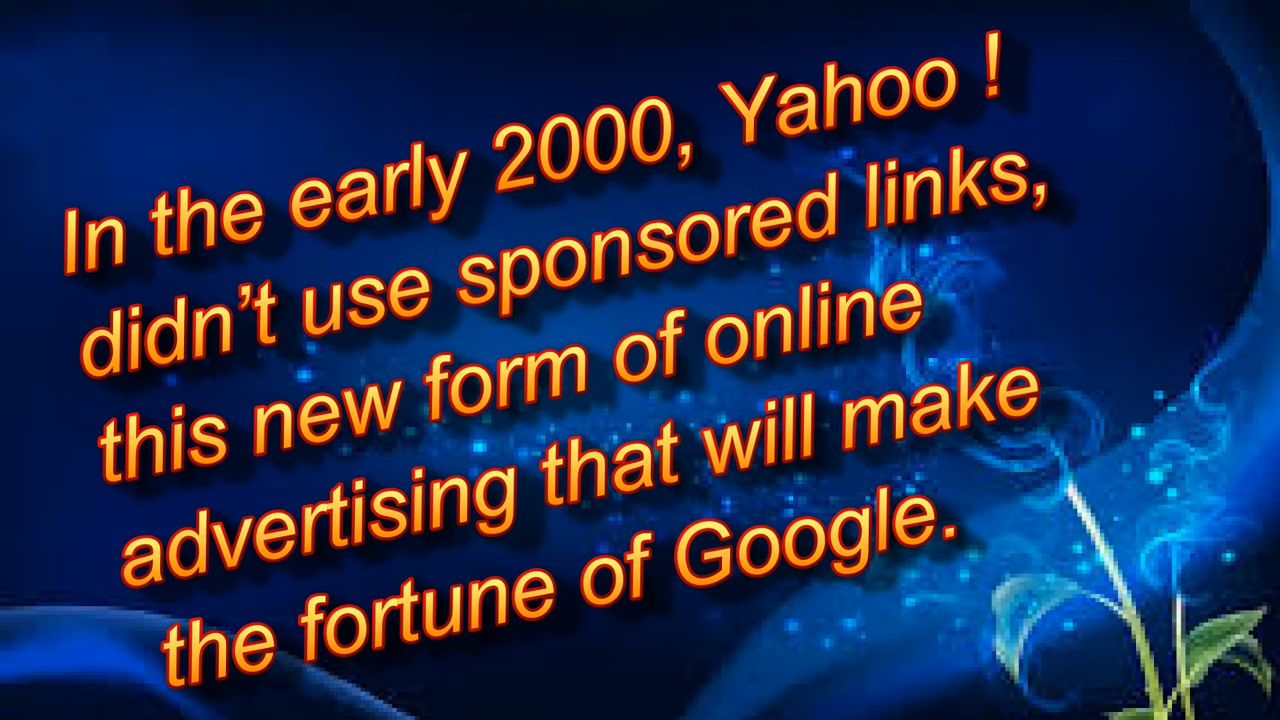 In the early 2000, Yahoo !
didn’t use sponsored links,
this new form of online
advertising that will make
the fortune of Google.